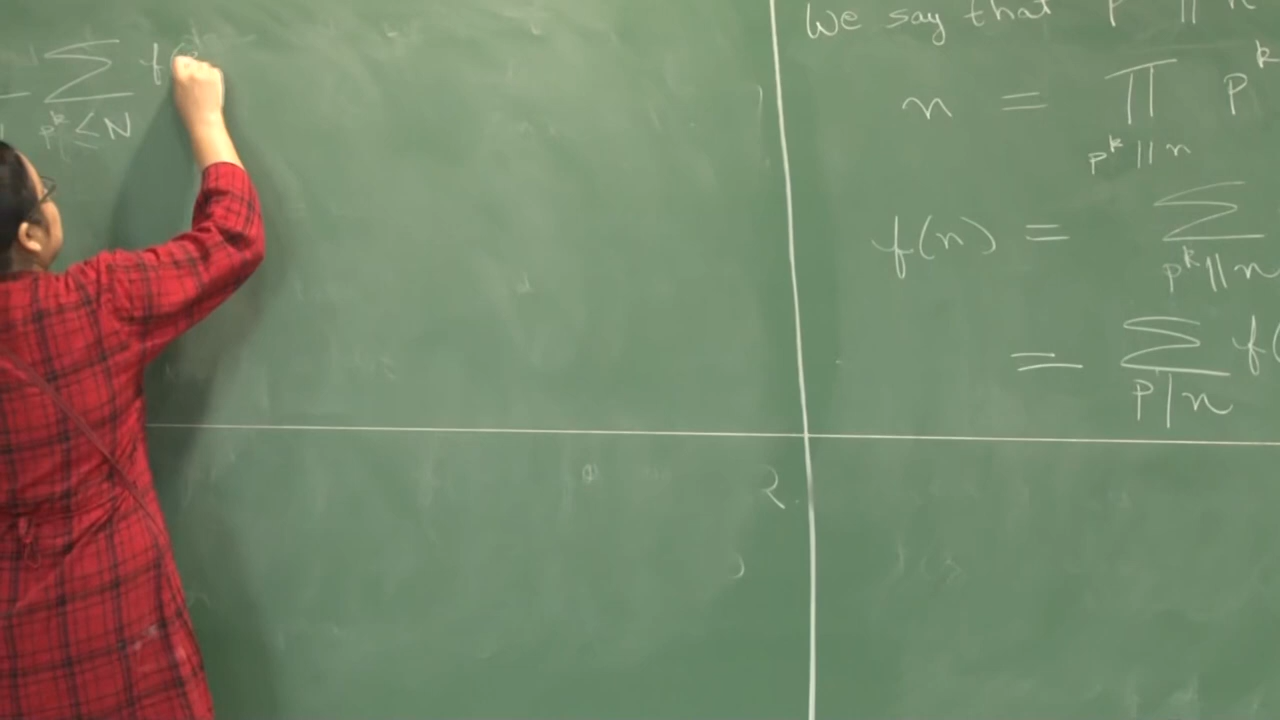 ∑ f(
p^k ≤ N
We say that p || n
n = ∏ p^k
p^k || n
f(n) = ∑
p^k || n
= ∑ f(
p | n